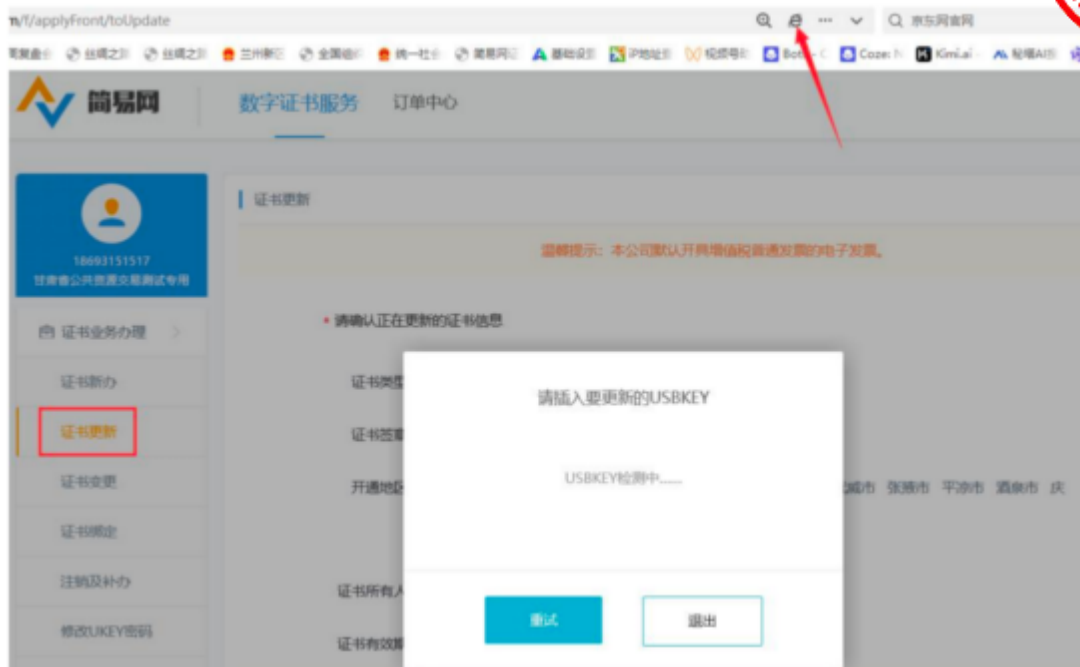 /f/applyFront/toUpdate
京东网官网
简易网
数字证书服务 订单中心
证书更新
18693151517
甘肃省公共资源交易测试专用
温馨提示：本公司默认开具增值税普通发票的电子发票。
证书业务办理
* 请确认正在更新的证书信息
证书新办
证书类型
请插入要更新的USBKEY
证书更新
证书签章
USBKEY检测中......
证书变更
开通地区
威市 张掖市 平凉市 酒泉市 庆
证书绑定
注销及补办
证书所有人
重试 退出
修改UKEY密码
证书有效期